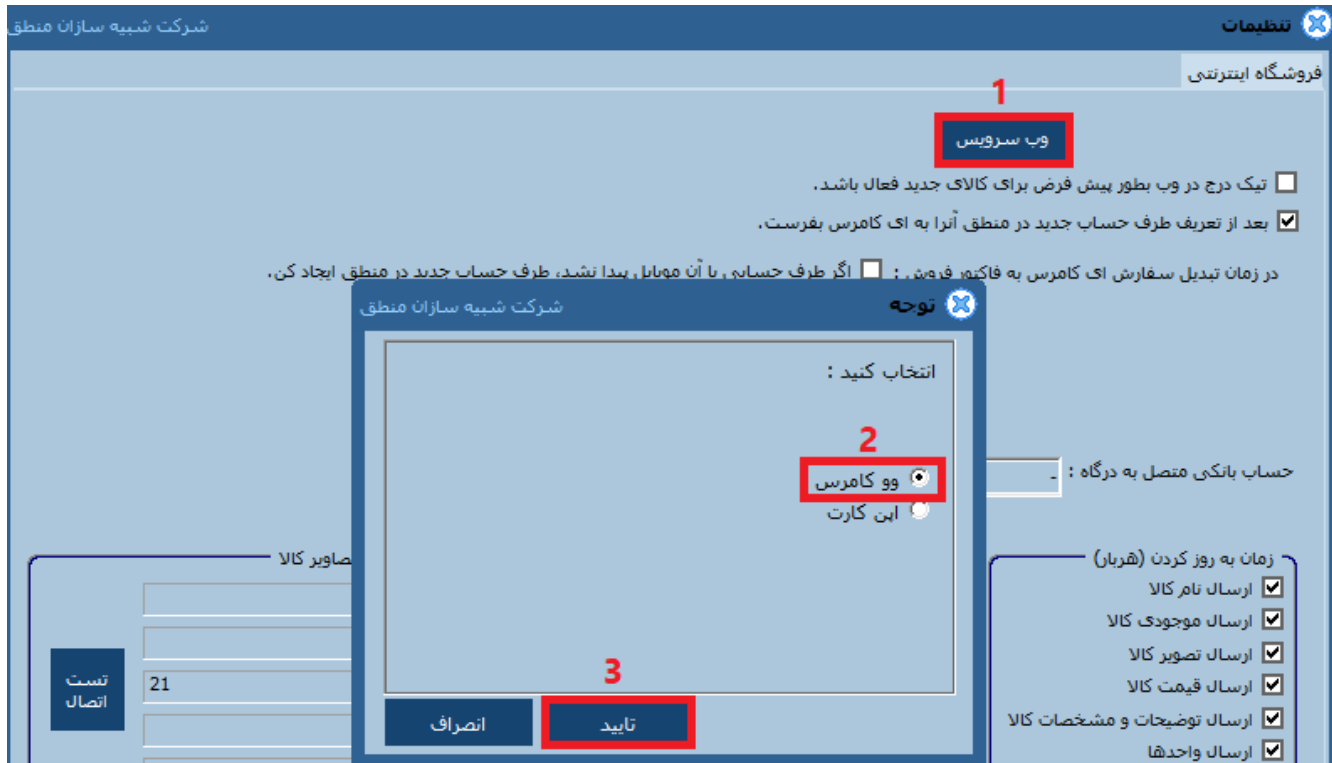 تنظیمات
شرکت شبیه سازان منطق
فروشگاه اینترنتی
1
وب سرویس
تیک درج در وب بطور پیش فرض برای کالای جدید فعال باشد.
بعد از تعریف طرف حساب جدید در منطق آنرا به ای کامرس بفرست.
در زمان تبدیل سفارش ای کامرس به فاکتور فروش : اگر طرف حسابی با آن موبایل پیدا نشد، طرف حساب جدید در منطق ایجاد کن.
توجه
شرکت شبیه سازان منطق
انتخاب کنید :
2
وو کامرس
اپن کارت
3
تایید
انصراف
حساب بانکی متصل به درگاه : -
زمان به روز کردن (هربار)
ارسال نام کالا
ارسال موجودی کالا
ارسال تصویر کالا
ارسال قیمت کالا
ارسال توضیحات و مشخصات کالا
ارسال واحدها
تصاویر کالا
21
تست
اتصال